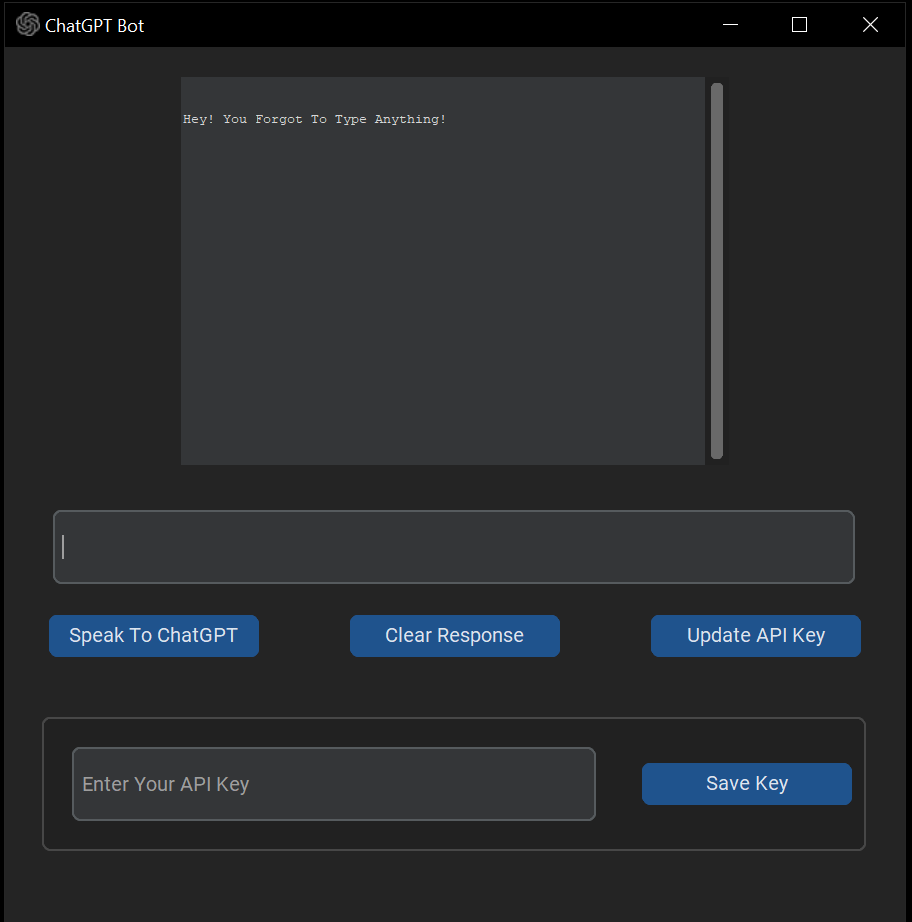 ChatGPT Bot
Hey! You Forgot To Type Anything!
Speak To ChatGPT
Clear Response
Update API Key
Enter Your API Key
Save Key